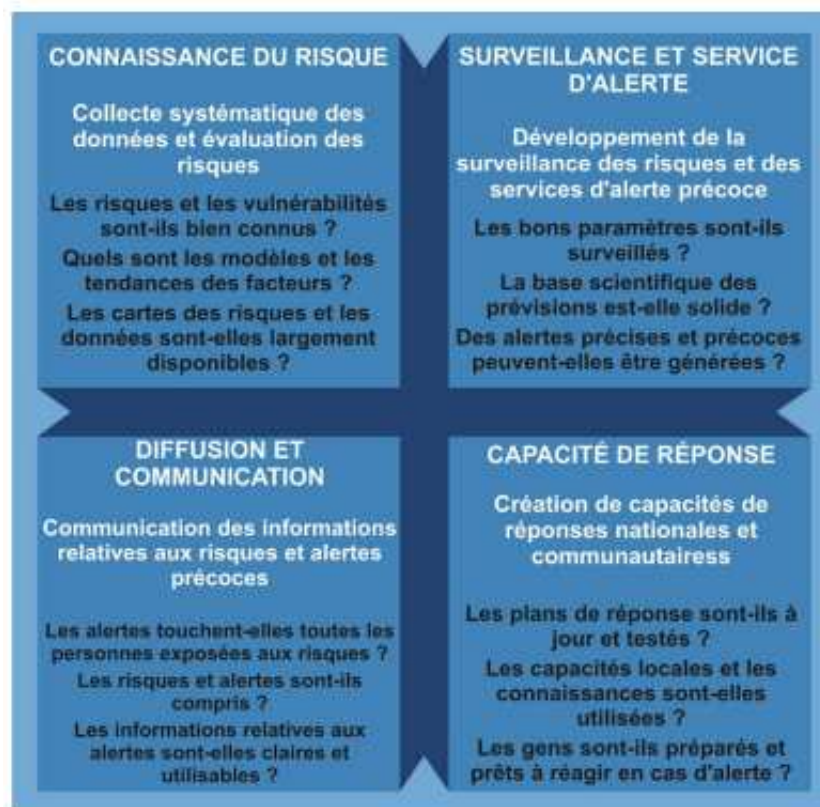 CONNAISSANCE DU RISQUE
Collecte systématique des
données et évaluation des
risques
Les risques et les vulnérabilités
sont-ils bien connus ?
Quels sont les modèles et les
tendances des facteurs ?
Les cartes des risques et les
données sont-elles largement
disponibles ?
SURVEILLANCE ET SERVICE
D'ALERTE
Développement de la
surveillance des risques et des
services d'alerte précoce
Les bons paramètres sont-ils
surveillés ?
La base scientifique des
prévisions est-elle solide ?
Des alertes précises et précoces
peuvent-elles être générées ?
DIFFUSION ET
COMMUNICATION
Communication des informations
relatives aux risques et alertes
précoces
Les alertes touchent-elles toutes les
personnes exposées aux risques ?
Les risques et alertes sont-ils
compris ?
Les informations relatives aux
alertes sont-elles claires et
utilisables ?
CAPACITÉ DE RÉPONSE
Création de capacités de
réponses nationales et
communautairess
Les plans de réponse sont-ils à
jour et testés ?
Les capacités locales et les
connaissances sont-elles
utilisées ?
Les gens sont-ils préparés et
prêts à réagir en cas d'alerte ?